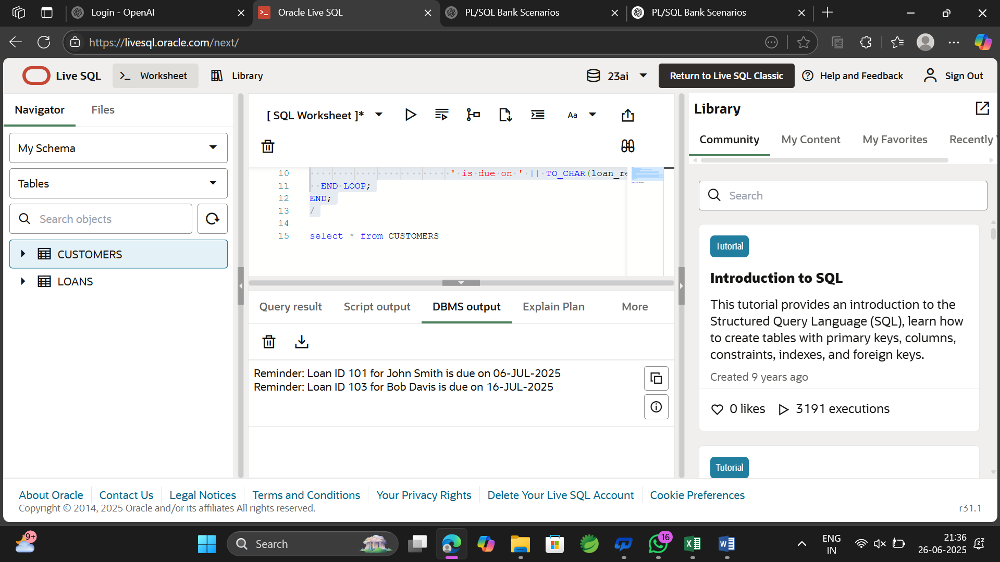 Login - OpenAI
Oracle Live SQL
PL/SQL Bank Scenarios
PL/SQL Bank Scenarios
https://livesql.oracle.com/next/
Live SQL
Worksheet
Library
23ai
Return to Live SQL Classic
Help and Feedback
Sign Out
Navigator
Files
My Schema
Tables
Search objects
CUSTOMERS
LOANS
[ SQL Worksheet ]*
Aa
10 ' is due on ' || TO_CHAR(loan_re
11 END LOOP;
12 END;
13 /
14
15 select * from CUSTOMERS
Query result
Script output
DBMS output
Explain Plan
More
Reminder: Loan ID 101 for John Smith is due on 06-JUL-2025
Reminder: Loan ID 103 for Bob Davis is due on 16-JUL-2025
Library
Community
My Content
My Favorites
Recently
Search
Tutorial
Introduction to SQL
This tutorial provides an introduction to the
Structured Query Language (SQL), learn how
to create tables with primary keys, columns,
constraints, indexes, and foreign keys.
Created 9 years ago
0 likes
3191 executions
Tutorial
About Oracle
Contact Us
Legal Notices
Terms and Conditions
Your Privacy Rights
Delete Your Live SQL Account
Cookie Preferences
Copyright © 2014, 2025 Oracle and/or its affiliates All rights reserved.
r31.1
9+
Search
16
ENG
IN
21:36
26-06-2025